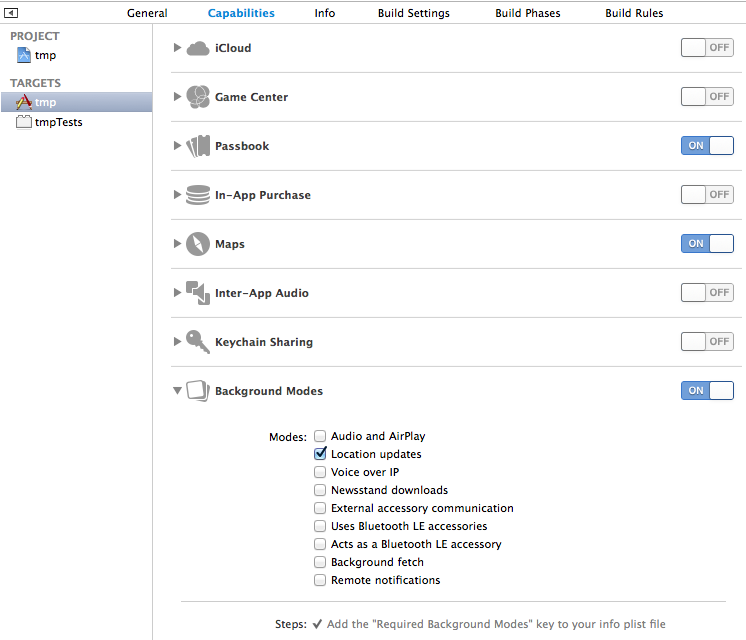 General Capabilities Info Build Settings Build Phases Build Rules
PROJECT
tmp
TARGETS
tmp
tmpTests
iCloud OFF
Game Center OFF
Passbook ON
In-App Purchase OFF
Maps ON
Inter-App Audio OFF
Keychain Sharing OFF
Background Modes ON
Modes: Audio and AirPlay
Location updates
Voice over IP
Newsstand downloads
External accessory communication
Uses Bluetooth LE accessories
Acts as a Bluetooth LE accessory
Background fetch
Remote notifications
Steps: ✓ Add the "Required Background Modes" key to your info plist file